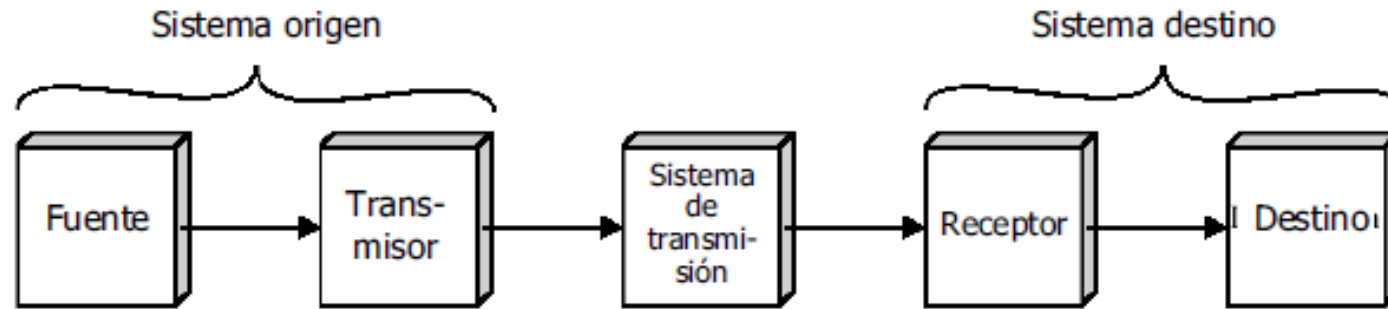 Sistema origen
Sistema destino
Fuente
Trans-
misor
Sistema
de
transmi-
sión
Receptor
Destino